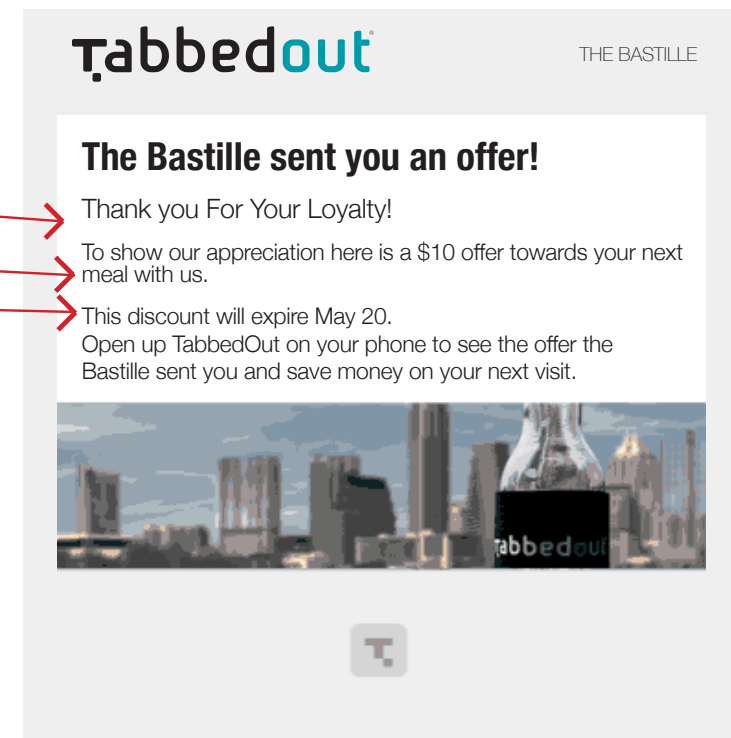 Tabbedout
THE BASTILLE
The Bastille sent you an offer!
Thank you For Your Loyalty!
To show our appreciation here is a $10 offer towards your next
meal with us.
This discount will expire May 20.
Open up TabbedOut on your phone to see the offer the
Bastille sent you and save money on your next visit.
Tabbedout
T